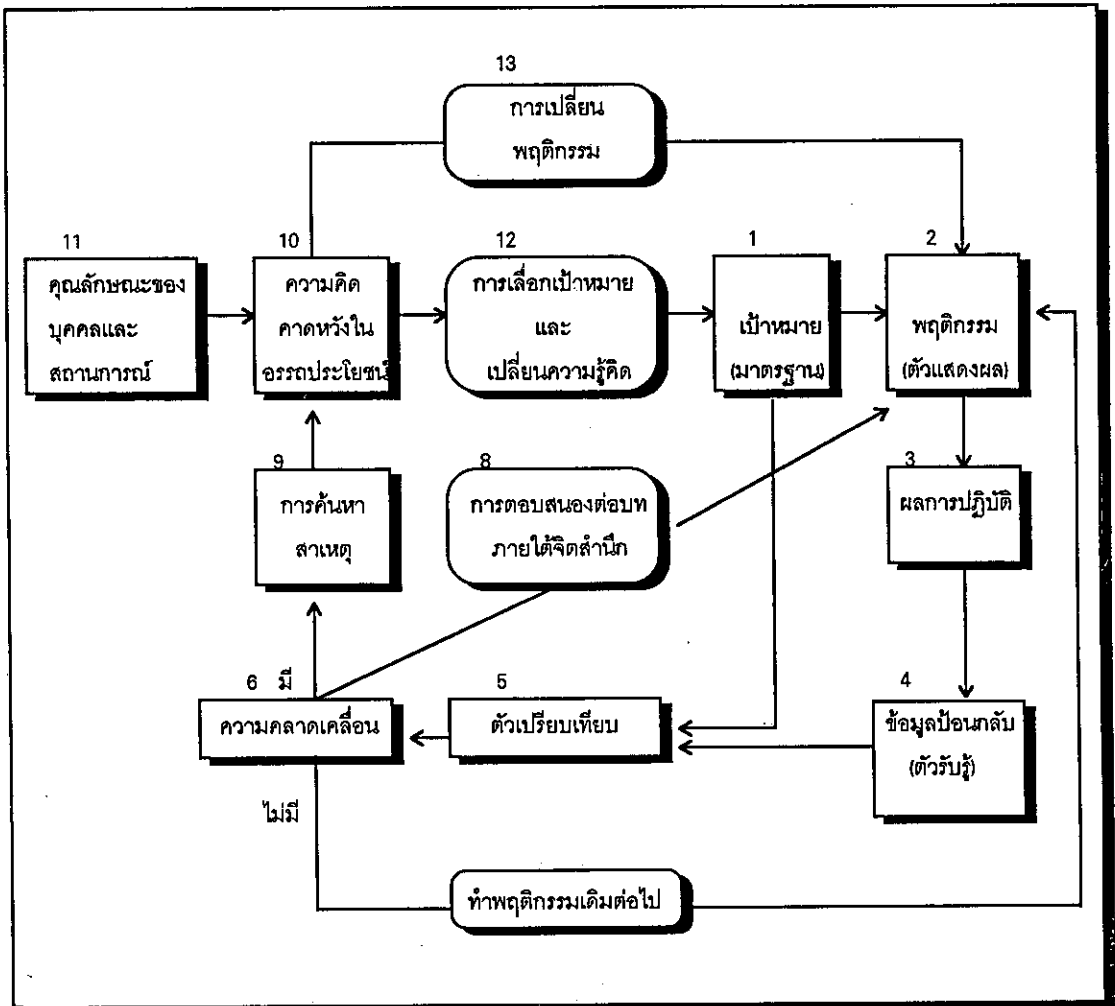 13
การเปลี่ยน
พฤติกรรม
11
คุณลักษณะของ
บุคคลและ
สถานการณ์
10
ความคิด
คาดหวังใน
อรรถประโยชน์
12
การเลือกเป้าหมาย
และ
เปลี่ยนความรู้คิด
1
เป้าหมาย
(มาตรฐาน)
2
พฤติกรรม
(ตัวแสดงผล)
9
การค้นหา
สาเหตุ
8
การตอบสนองต่อบท
ภายใต้จิตสำนึก
3
ผลการปฏิบัติ
6 มี
ความคลาดเคลื่อน
ไม่มี
5
ตัวเปรียบเทียบ
4
ข้อมูลป้อนกลับ
(ตัวรับรู้)
ทำพฤติกรรมเดิมต่อไป